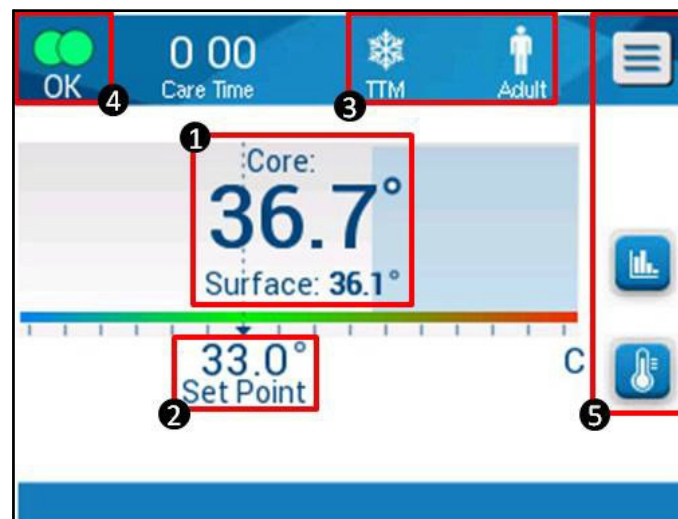 OK
4
0 00
Care Time
TTM
Adult
3
1
Core:
36.7°
Surface: 36.1°
33.0°
Set Point
2
C
5